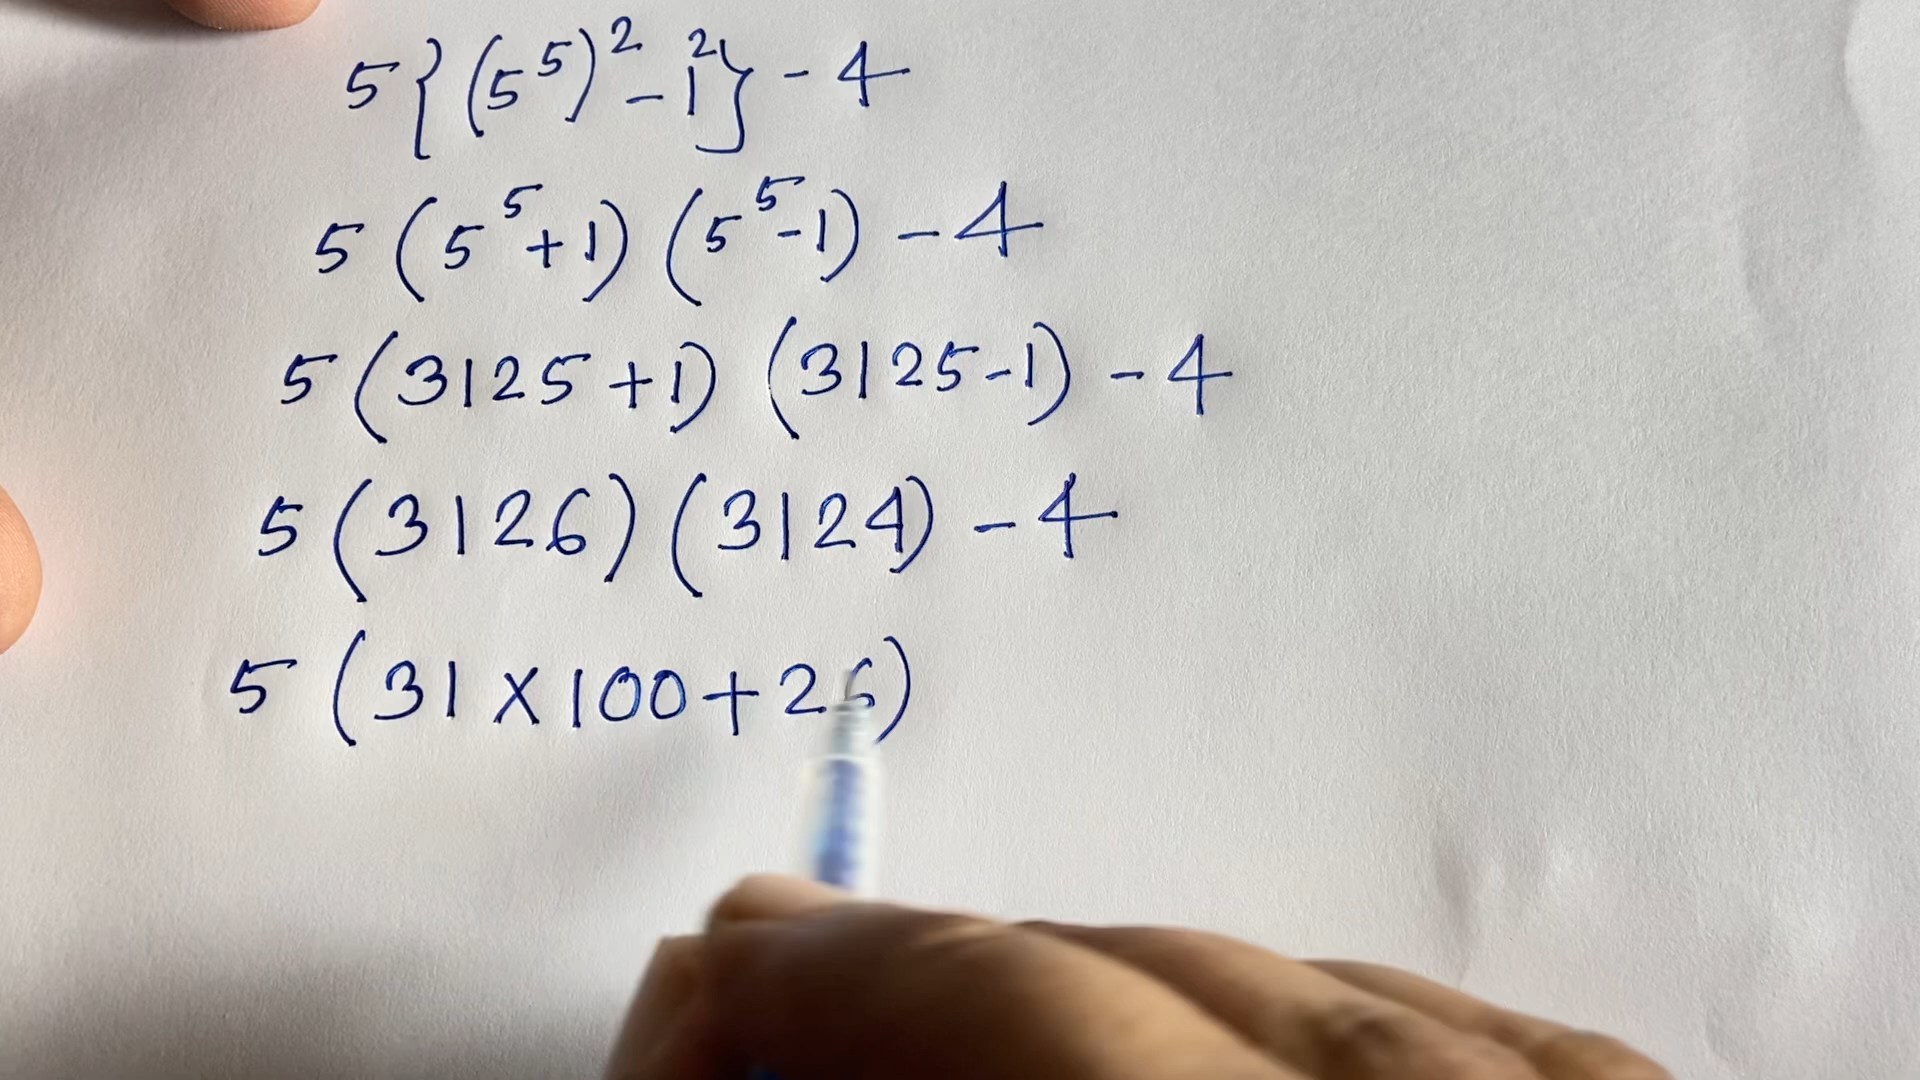 5{(5⁵)² - 1²} - 4
5(5⁵+1)(5⁵-1) - 4
5(3125+1)(3125-1) - 4
5(3126)(3124) - 4
5(31×100+26)